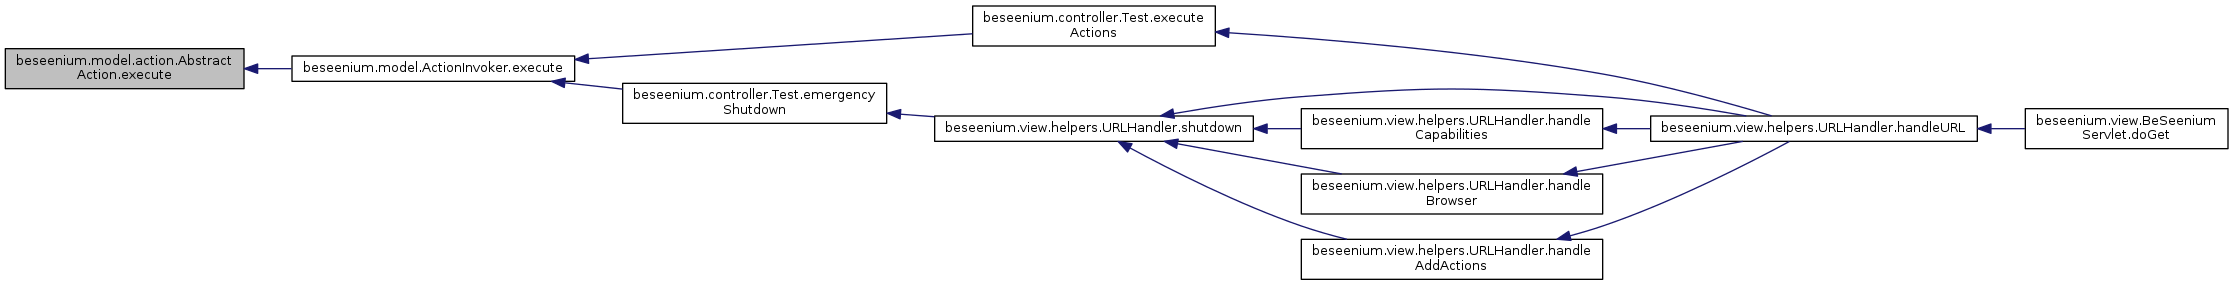 beseenium.model.action.Abstract
Action.execute
beseenium.model.ActionInvoker.execute
beseenium.controller.Test.execute
Actions
beseenium.controller.Test.emergency
Shutdown
beseenium.view.helpers.URLHandler.shutdown
beseenium.view.helpers.URLHandler.handle
Capabilities
beseenium.view.helpers.URLHandler.handle
Browser
beseenium.view.helpers.URLHandler.handle
AddActions
beseenium.view.helpers.URLHandler.handleURL
beseenium.view.BeSeenium
Servlet.doGet